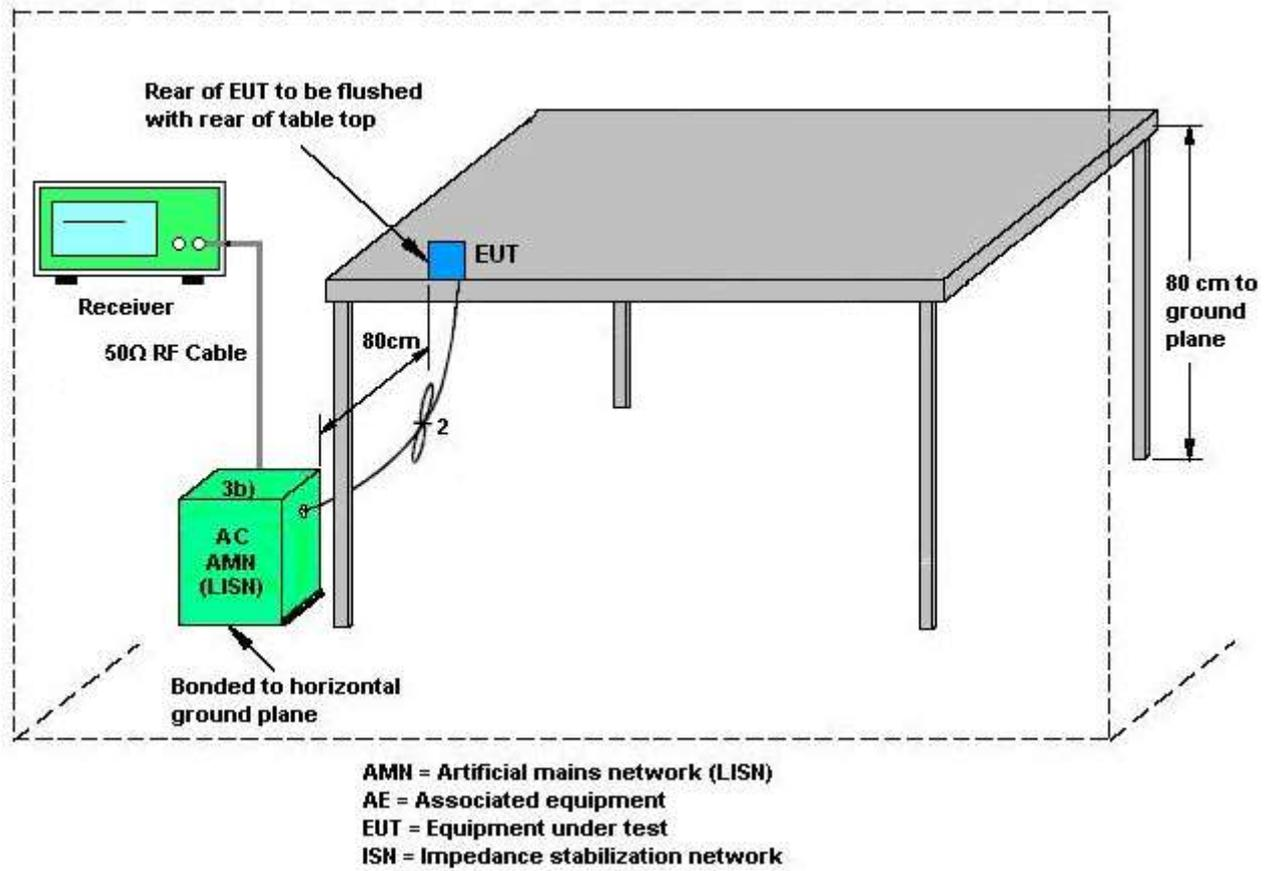 Rear of EUT to be flushed
with rear of table top
EUT
Receiver
50Ω RF Cable
80cm
80 cm to
ground
plane
2
3b)
AC
AMN
(LISN)
Bonded to horizontal
ground plane
AMN = Artificial mains network (LISN)
AE = Associated equipment
EUT = Equipment under test
ISN = Impedance stabilization network